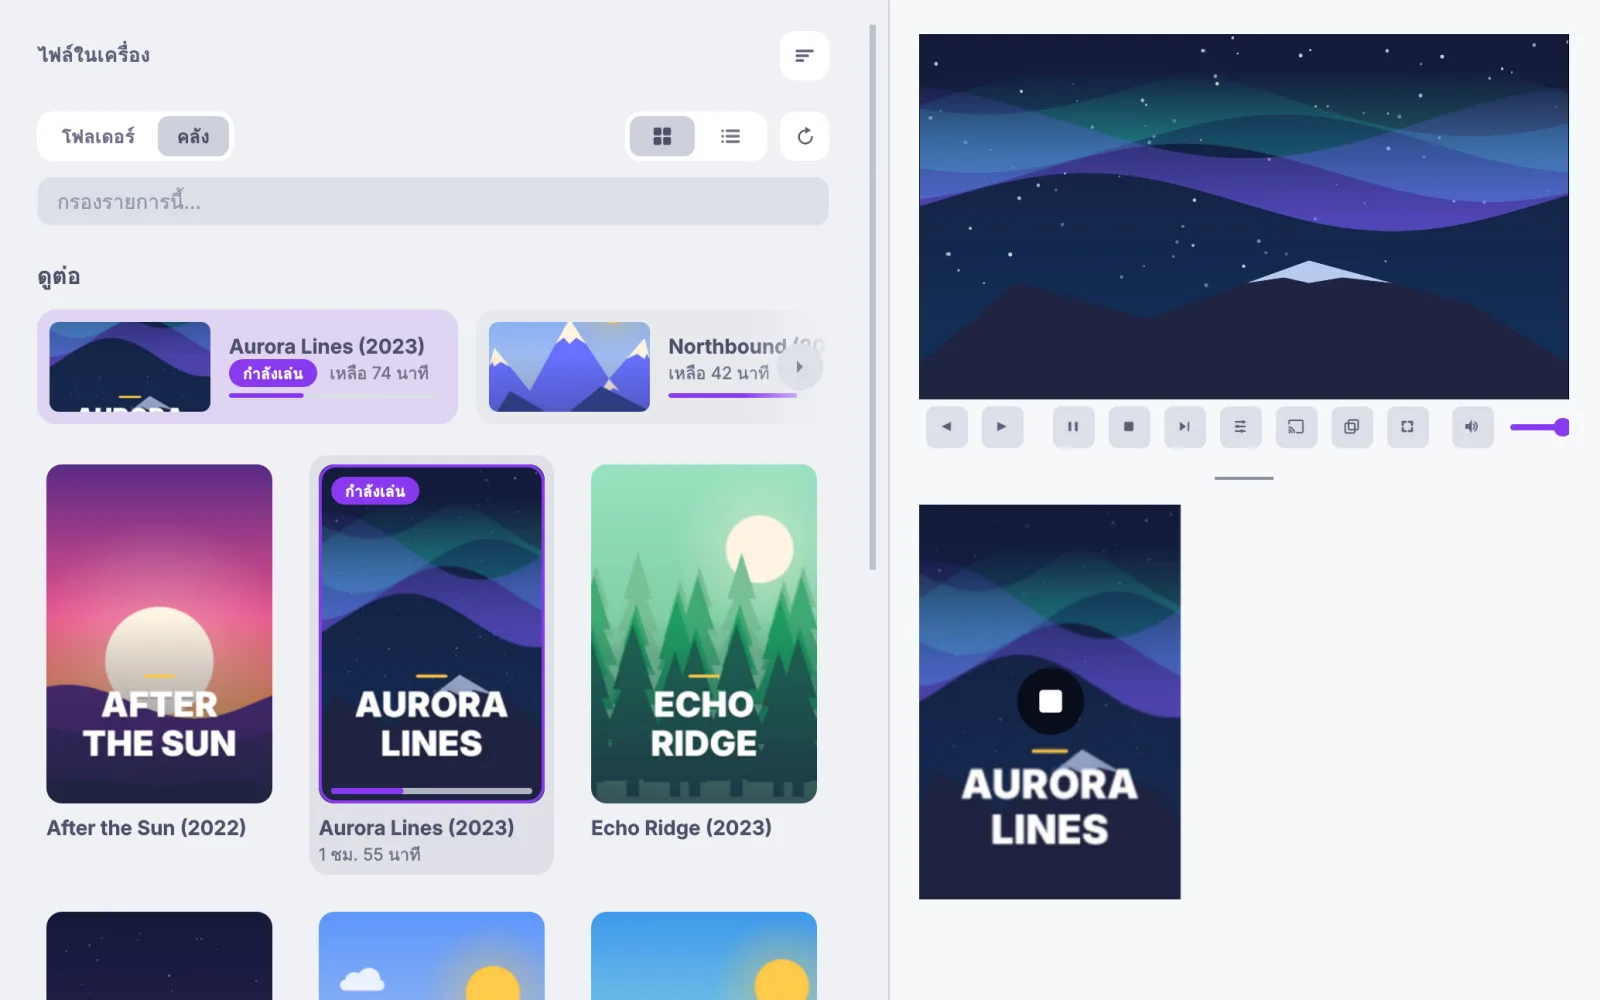 ไฟล์ในเครื่อง
โฟลเดอร์
คลัง
กรองรายการนี้...
ดูต่อ
Aurora Lines (2023)
กำลังเล่น
เหลือ 74 นาที
Northbound
เหลือ 42 นาที
กำลังเล่น
AFTER
THE SUN
AURORA
LINES
ECHO
RIDGE
After the Sun (2022)
Aurora Lines (2023)
1 ชม. 55 นาที
Echo Ridge (2023)
AURORA
LINES